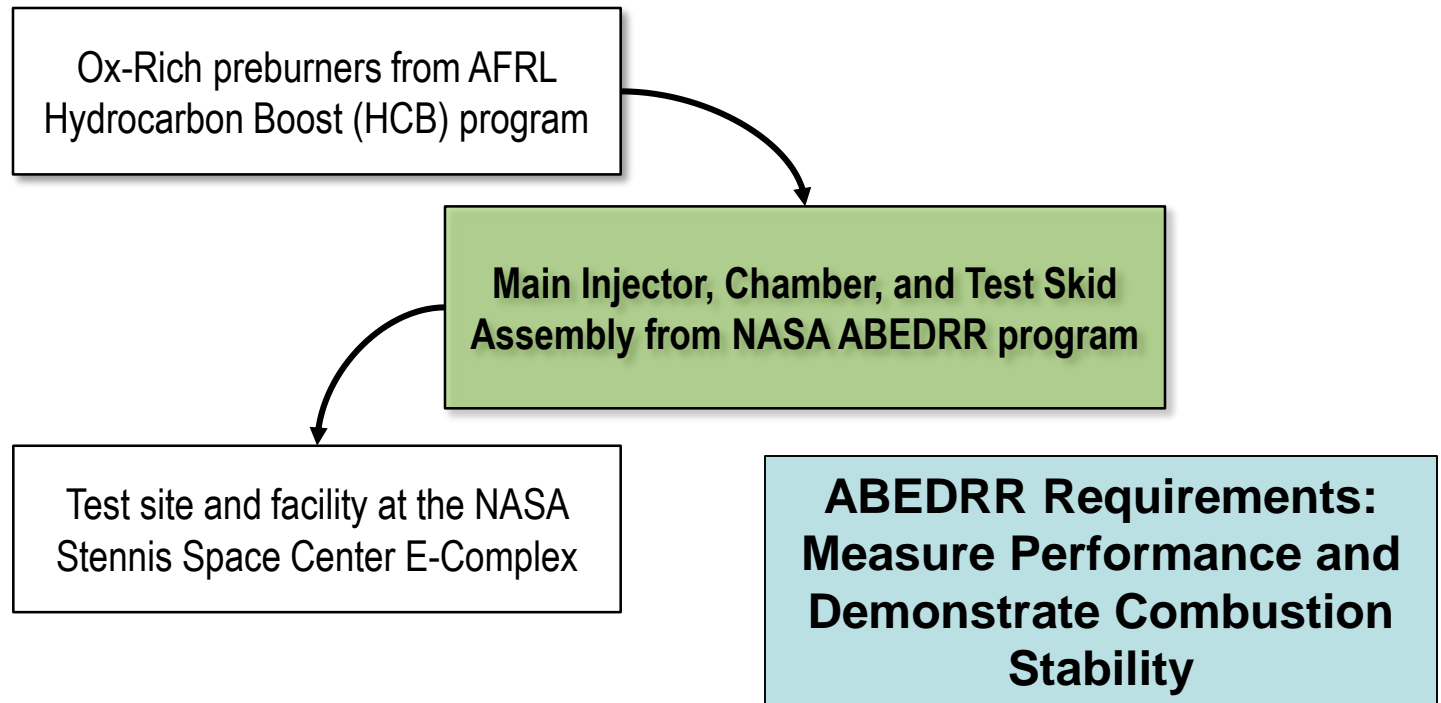 Ox-Rich preburners from AFRL
Hydrocarbon Boost (HCB) program
Main Injector, Chamber, and Test Skid
Assembly from NASA ABEDRR program
Test site and facility at the NASA
Stennis Space Center E-Complex
ABEDRR Requirements:
Measure Performance and
Demonstrate Combustion
Stability